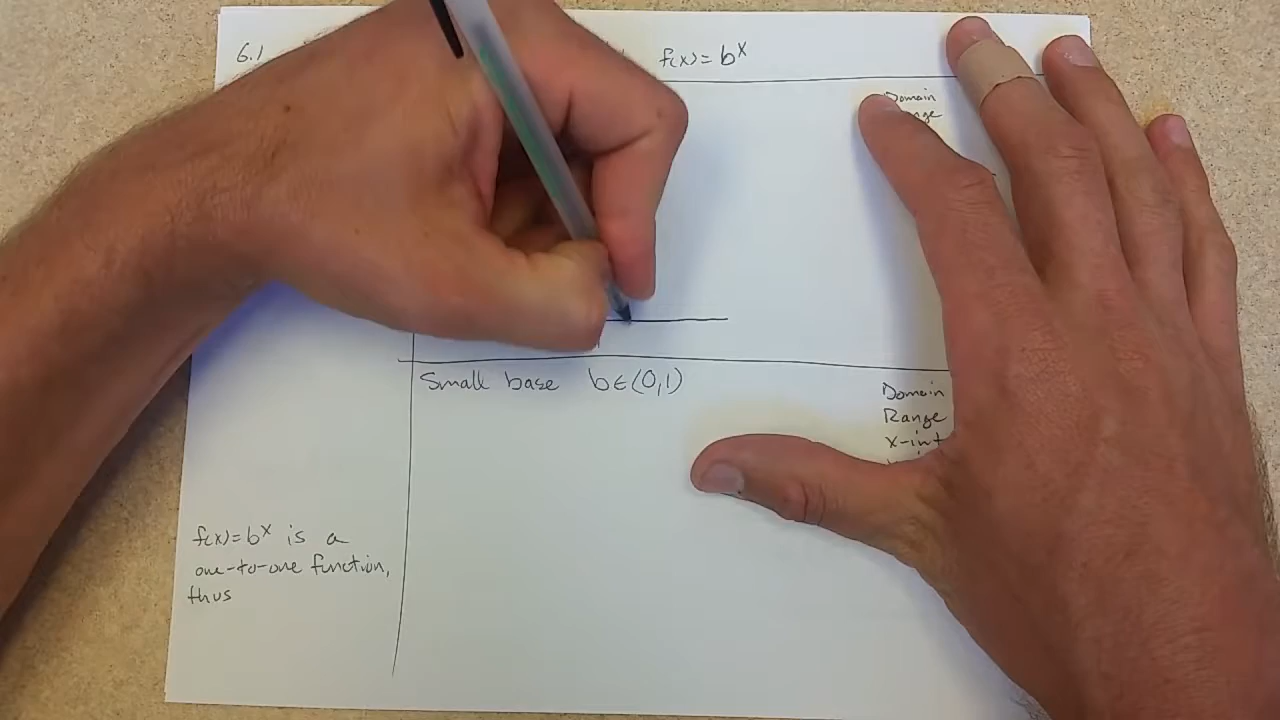 6.1 f(x)=b^x
Domain
Small base b∈(0,1)
Domain
Range
x-int
f(x)=b^x is a
one-to-one function,
thus